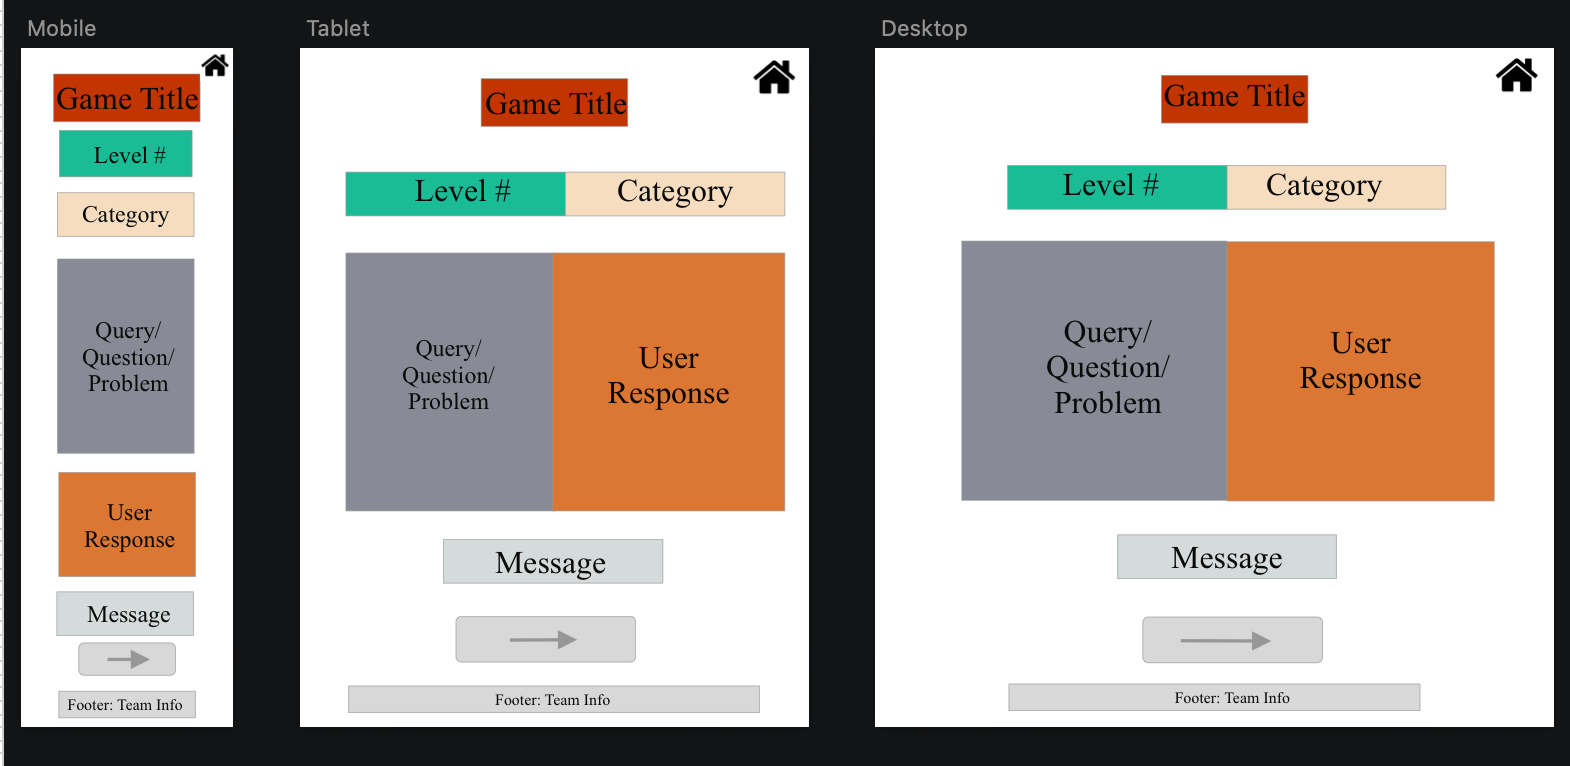 Mobile
Game Title
Level #
Category
Query/
Question/
Problem
User
Response
Message
Footer: Team Info
Tablet
Game Title
Level #
Category
Query/
Question/
Problem
User
Response
Message
Footer: Team Info
Desktop
Game Title
Level #
Category
Query/
Question/
Problem
User
Response
Message
Footer: Team Info